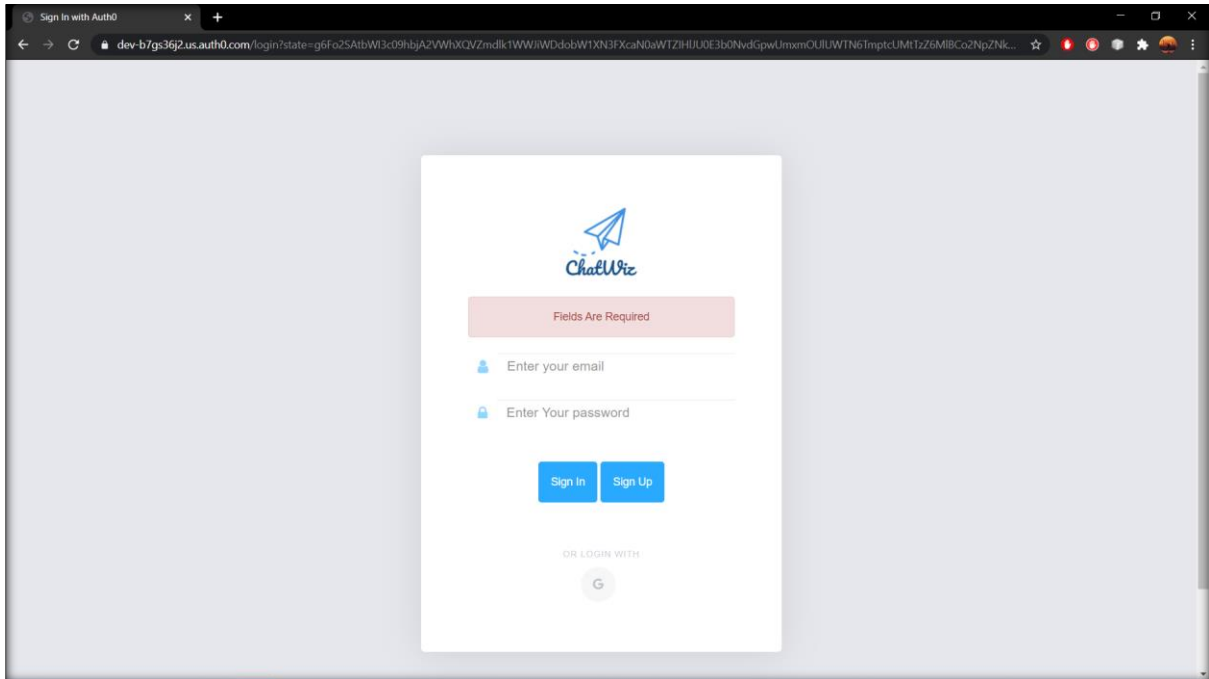 Sign In with Auth0
dev-b7gs36j2.us.auth0.com/login?state=
ChatWiz
Fields Are Required
Enter your email
Enter Your password
Sign In Sign Up
OR LOGIN WITH
G